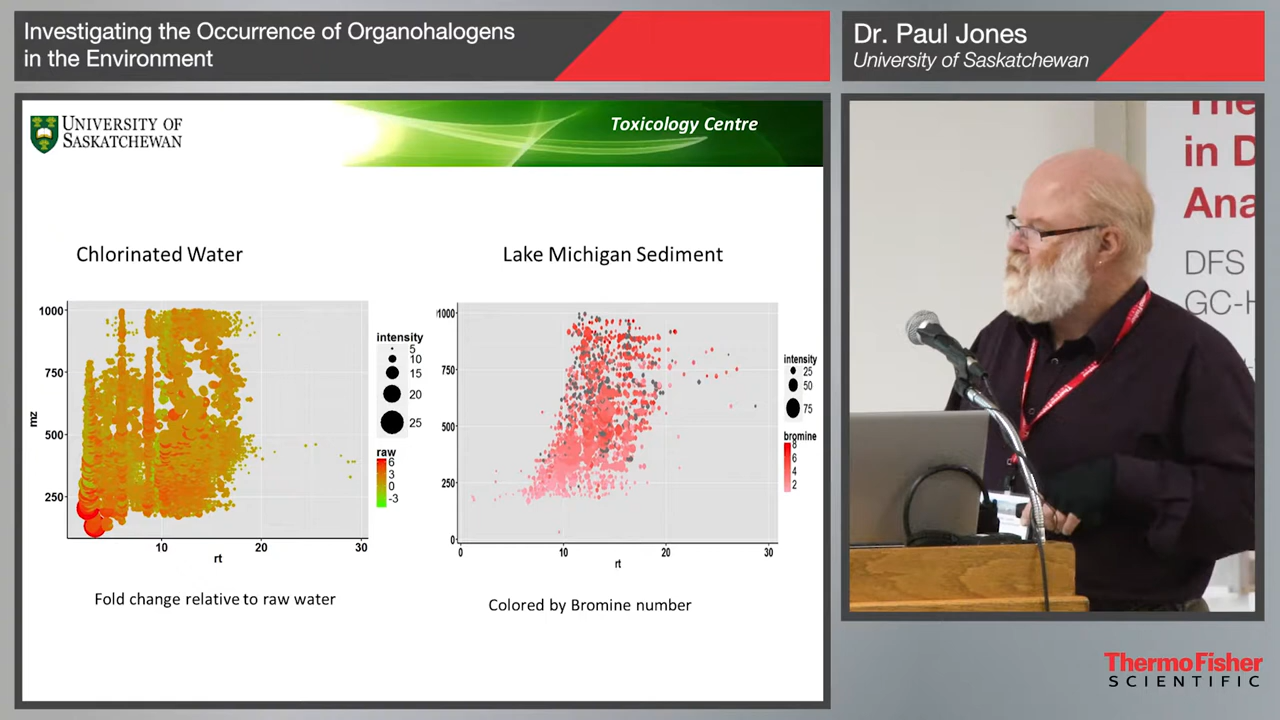 Investigating the Occurrence of Organohalogens
in the Environment
Dr. Paul Jones
University of Saskatchewan
UNIVERSITY OF
SASKATCHEWAN
Toxicology Centre
Chlorinated Water
Lake Michigan Sediment
1000
750
500
250
mz
10
20
30
rt
intensity
5
10
15
20
25
raw
6
3
0
-3
Fold change relative to raw water
1000
750
500
250
0
0
10
20
30
rt
intensity
25
50
75
bromine
8
6
4
2
Colored by Bromine number
in D
Ana
DFS
GC-H
ThermoFisher
SCIENTIFIC